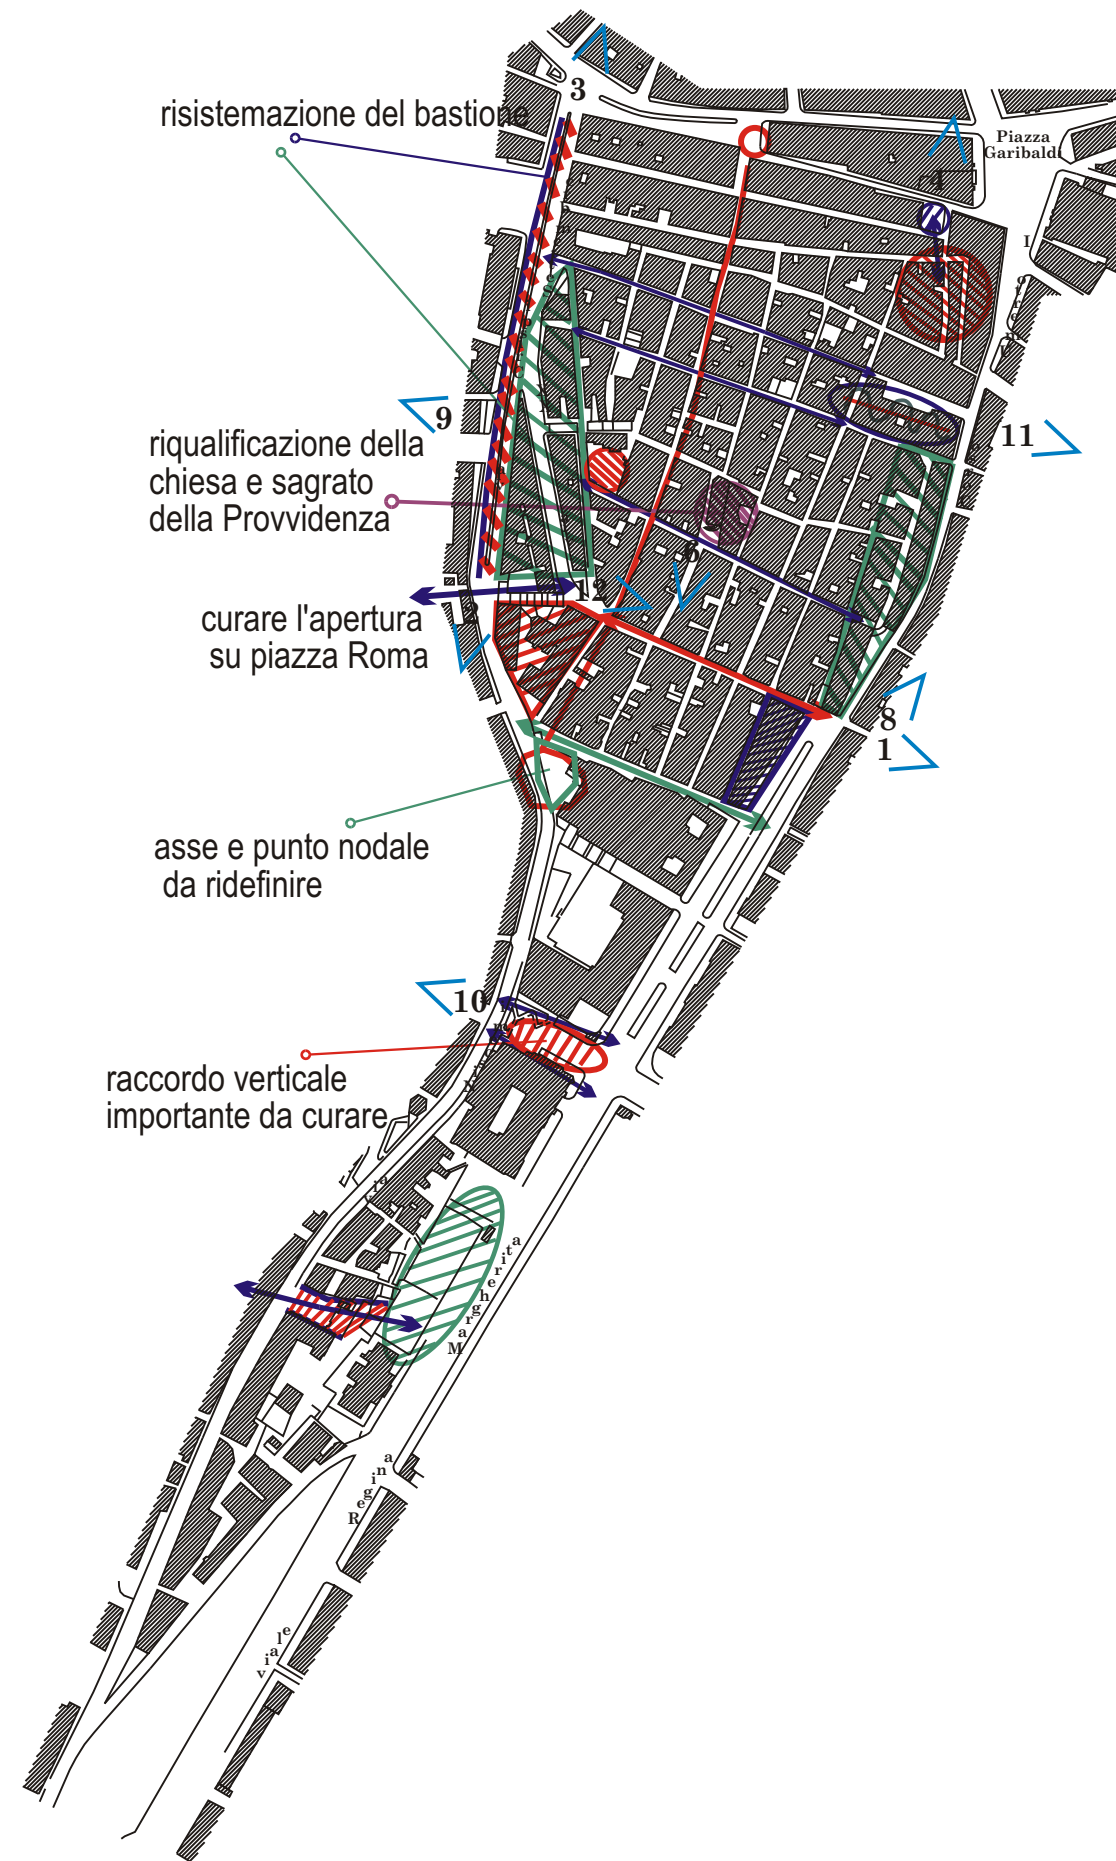 3
risistemazione del bastione
Piazza
Garibaldi
4
9
11
riqualificazione della
chiesa e sagrato
della Provvidenza
6
12
2
curare l'apertura
su piazza Roma
8
1
asse e punto nodale
da ridefinire
10
raccordo verticale
importante da curare
via
Margherita
Regina
viale